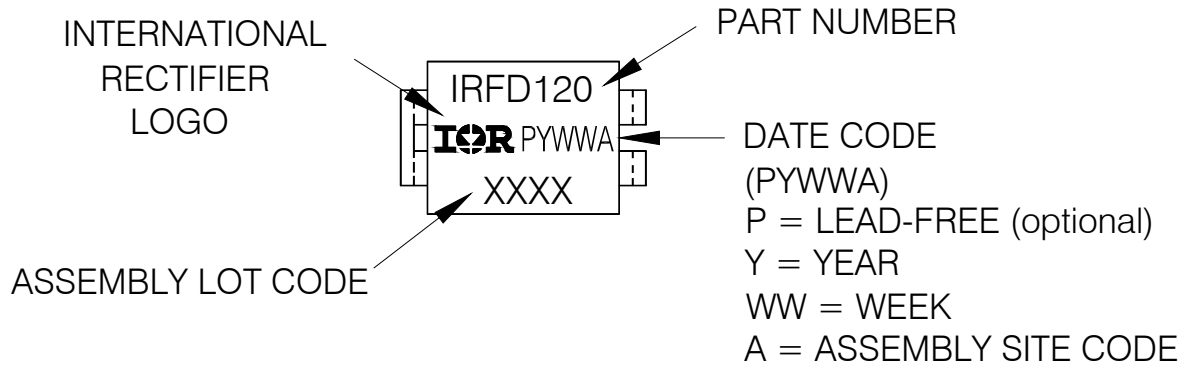 INTERNATIONAL
RECTIFIER
LOGO
PART NUMBER
IRFD120
IOR PYWWA
XXXX
ASSEMBLY LOT CODE
DATE CODE
(PYWWA)
P = LEAD-FREE (optional)
Y = YEAR
WW = WEEK
A = ASSEMBLY SITE CODE